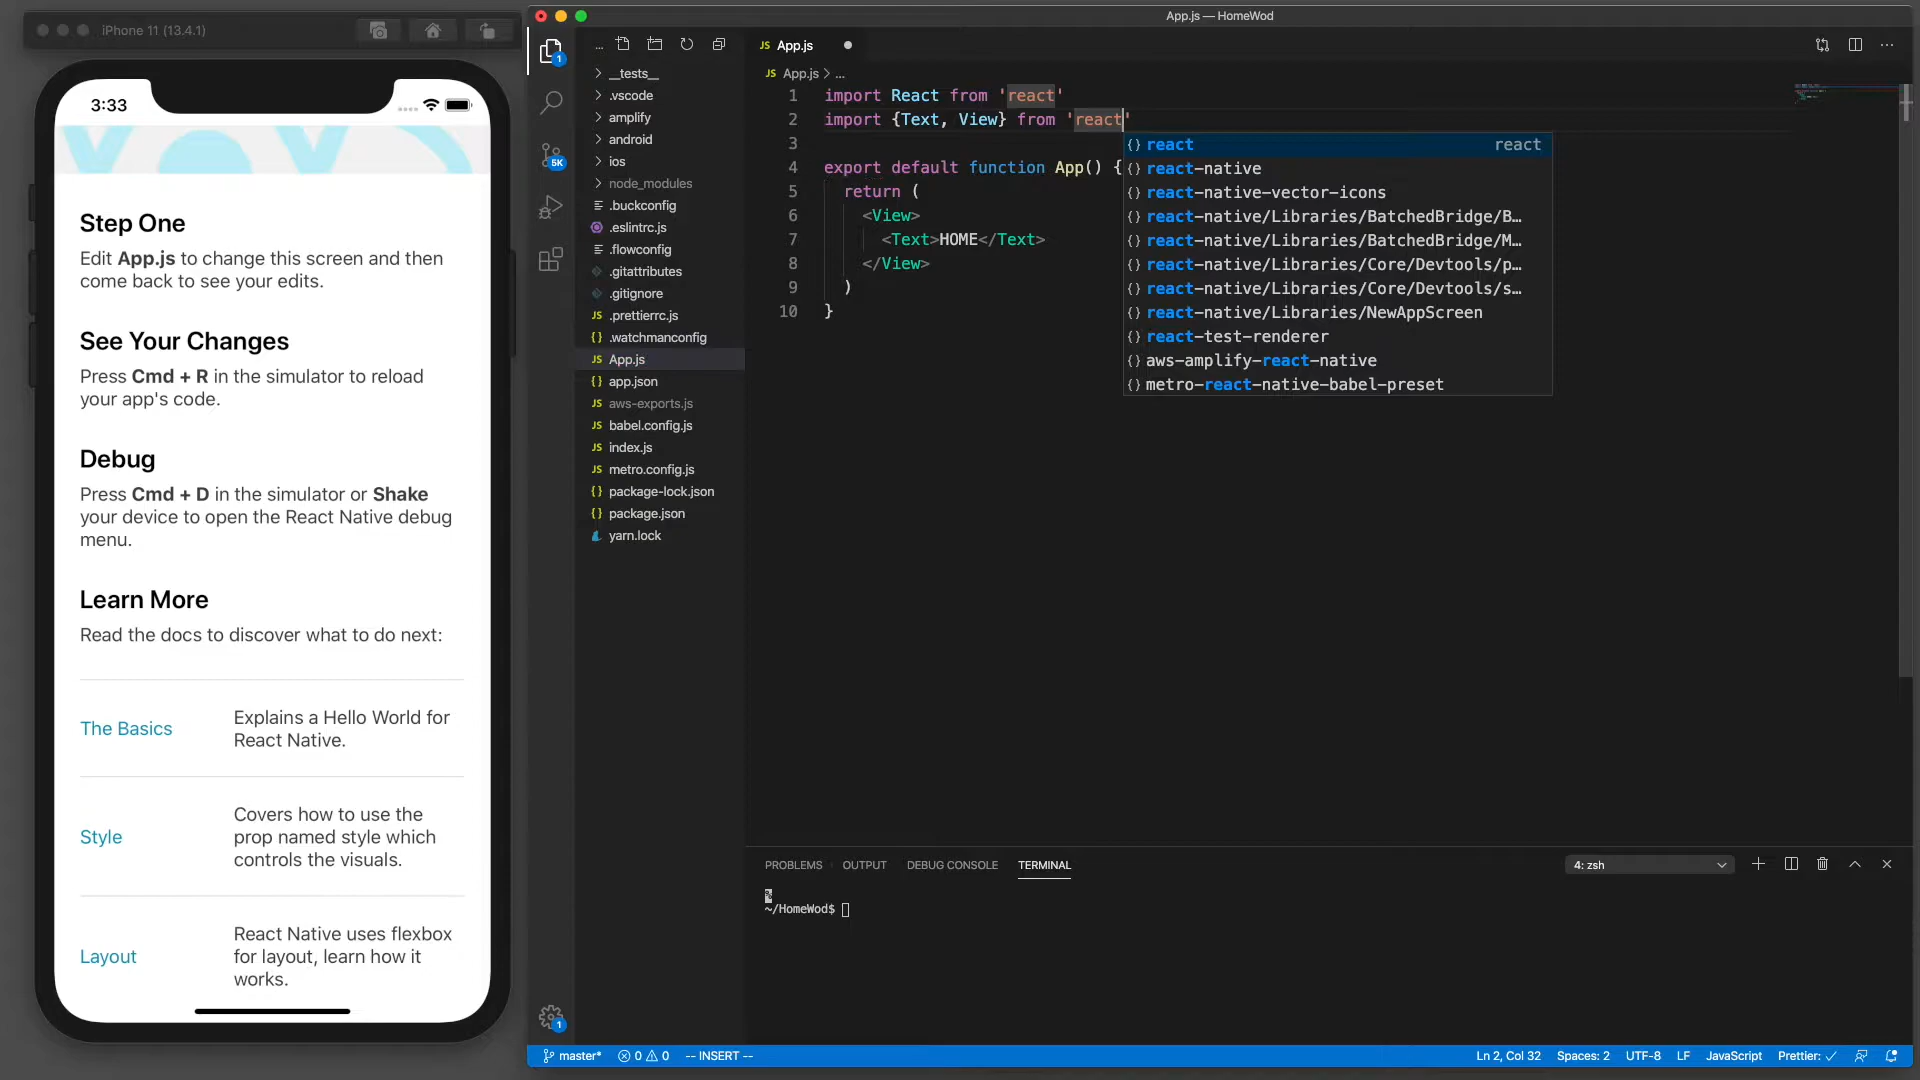 iPhone 11 (13.4.1)
3:33
Step One
Edit App.js to change this screen and then
come back to see your edits.
See Your Changes
Press Cmd + R in the simulator to reload
your app's code.
Debug
Press Cmd + D in the simulator or Shake
your device to open the React Native debug
menu.
Learn More
Read the docs to discover what to do next:
The Basics
Explains a Hello World for
React Native.
Style
Covers how to use the
prop named style which
controls the visuals.
Layout
React Native uses flexbox
for layout, learn how it
works.
App.js — HomeWod
1
5K
1
...
__tests__
.vscode
amplify
android
ios
node_modules
.buckconfig
.eslintrc.js
.flowconfig
.gitattributes
.gitignore
JS .prettierrc.js
{} .watchmanconfig
JS App.js
{} app.json
JS aws-exports.js
JS babel.config.js
JS index.js
JS metro.config.js
{} package-lock.json
{} package.json
yarn.lock
JS App.js
JS App.js > ...
1 import React from 'react'
2 import {Text, View} from 'react'
3
4 export default function App() {
5 return (
6 <View>
7 <Text>HOME</Text>
8 </View>
9 )
10 }
{} react react
{} react-native
{} react-native-vector-icons
{} react-native/Libraries/BatchedBridge/B…
{} react-native/Libraries/BatchedBridge/M…
{} react-native/Libraries/Core/Devtools/p…
{} react-native/Libraries/Core/Devtools/s…
{} react-native/Libraries/NewAppScreen
{} react-test-renderer
{} aws-amplify-react-native
{} metro-react-native-babel-preset
PROBLEMS OUTPUT DEBUG CONSOLE TERMINAL
4: zsh
%
~/HomeWod$
master* 0 0 -- INSERT --
Ln 2, Col 32 Spaces: 2 UTF-8 LF JavaScript Prettier: ✓